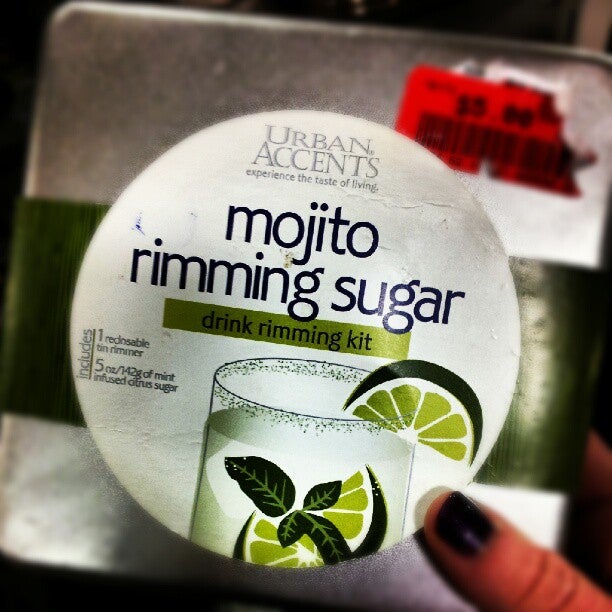 URBAN
ACCENTS
experience the taste of living.
mojito
rimming sugar
drink rimming kit
includes
1 reclosable
tin rimmer
5 oz/142g of mint
infused citrus sugar